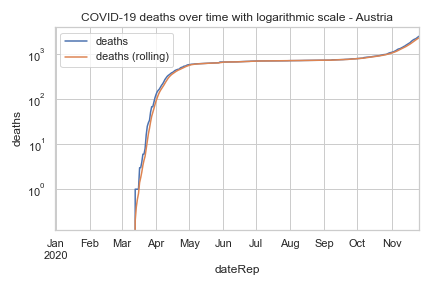 COVID-19 deaths over time with logarithmic scale - Austria
deaths
deaths (rolling)
10³
10²
10¹
10⁰
deaths
Jan Feb Mar Apr May Jun Jul Aug Sep Oct Nov
2020
dateRep